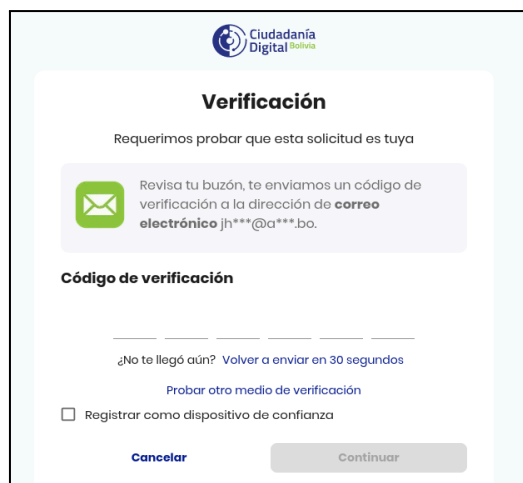 Ciudadanía
Digital Bolivia
Verificación
Requerimos probar que esta solicitud es tuya
Revisa tu buzón, te enviamos un código de
verificación a la dirección de correo
electrónico jh***@a***.bo.
Código de verificación
¿No te llegó aún? Volver a enviar en 30 segundos
Probar otro medio de verificación
Registrar como dispositivo de confianza
Cancelar
Continuar